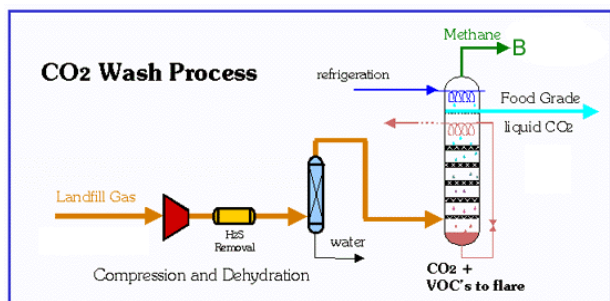 Methane B
CO2 Wash Process
refrigeration
Food Grade
liquid CO2
Landfill Gas
H2S
Removal
water
Compression and Dehydration
CO2 +
VOC's to flare